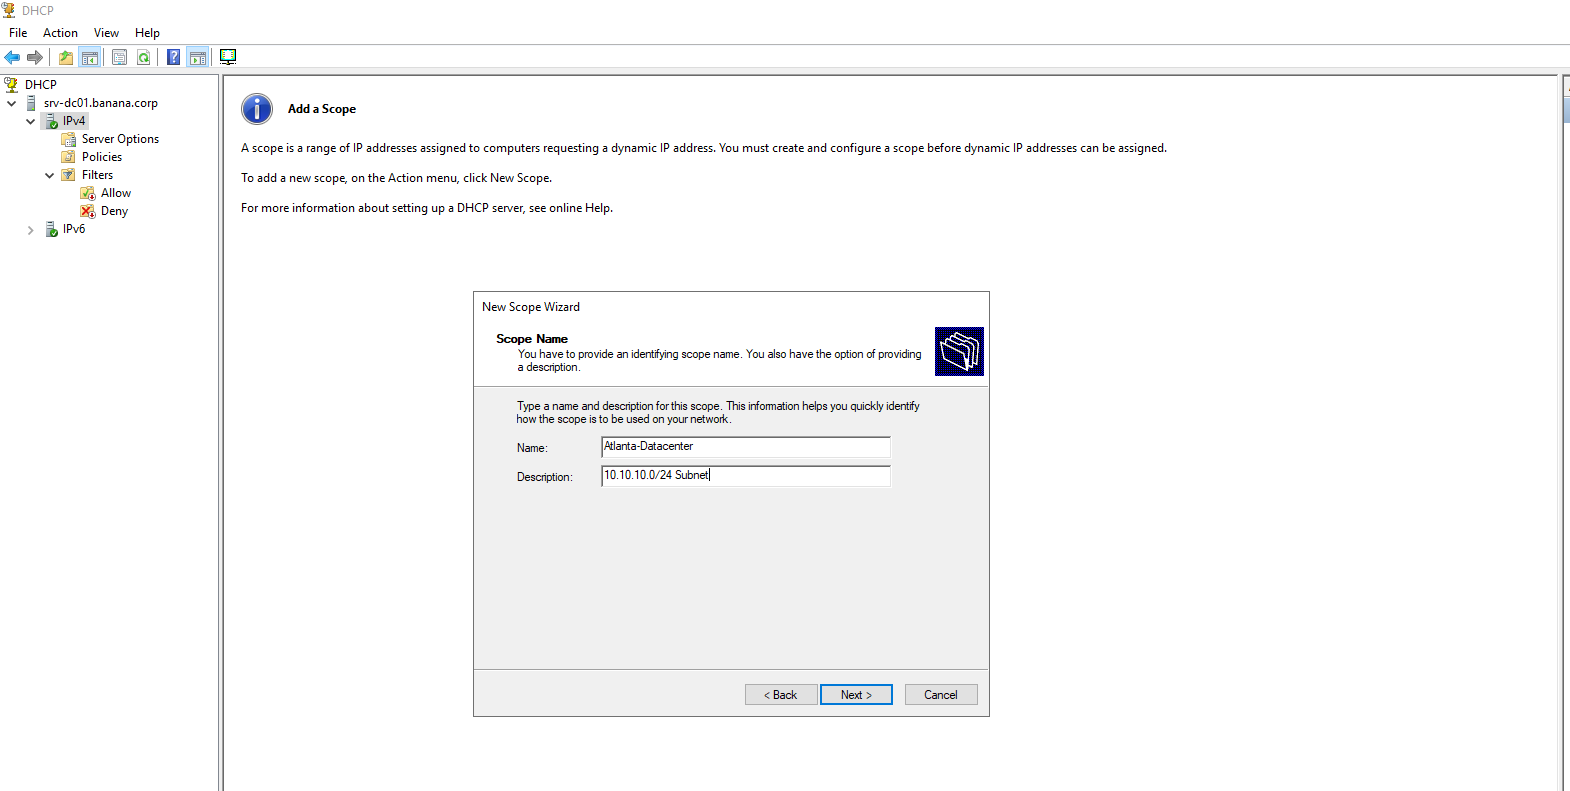 DHCP
File Action View Help
DHCP
srv-dc01.banana.corp
IPv4
Server Options
Policies
Filters
Allow
Deny
IPv6
Add a Scope
A scope is a range of IP addresses assigned to computers requesting a dynamic IP address. You must create and configure a scope before dynamic IP addresses can be assigned.
To add a new scope, on the Action menu, click New Scope.
For more information about setting up a DHCP server, see online Help.
New Scope Wizard
Scope Name
You have to provide an identifying scope name. You also have the option of providing
a description.
Type a name and description for this scope. This information helps you quickly identify
how the scope is to be used on your network.
Name: Atlanta-Datacenter
Description: 10.10.10.0/24 Subnet
< Back Next > Cancel